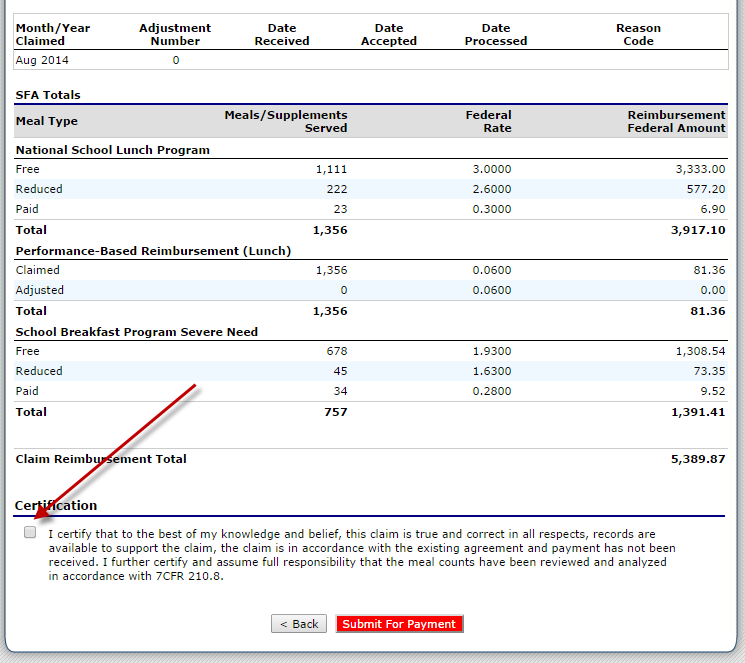 Month/Year Claimed Adjustment Number Date Received Date Accepted Date Processed Reason Code
Aug 2014 0
SFA Totals
Meal Type Meals/Supplements Served Federal Rate Reimbursement Federal Amount
National School Lunch Program
Free 1,111 3.0000 3,333.00
Reduced 222 2.6000 577.20
Paid 23 0.3000 6.90
Total 1,356 3,917.10
Performance-Based Reimbursement (Lunch)
Claimed 1,356 0.0600 81.36
Adjusted 0 0.0600 0.00
Total 1,356 81.36
School Breakfast Program Severe Need
Free 678 1.9300 1,308.54
Reduced 45 1.6300 73.35
Paid 34 0.2800 9.52
Total 757 1,391.41
Claim Reimbursement Total 5,389.87
Certification
I certify that to the best of my knowledge and belief, this claim is true and correct in all respects, records are
available to support the claim, the claim is in accordance with the existing agreement and payment has not been
received. I further certify and assume full responsibility that the meal counts have been reviewed and analyzed
in accordance with 7CFR 210.8.
< Back Submit For Payment